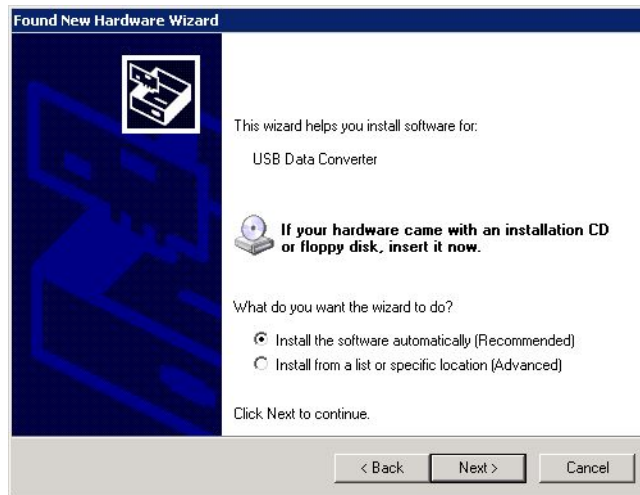 Found New Hardware Wizard
This wizard helps you install software for:
USB Data Converter
If your hardware came with an installation CD
or floppy disk, insert it now.
What do you want the wizard to do?
Install the software automatically (Recommended)
Install from a list or specific location (Advanced)
Click Next to continue.
< Back
Next >
Cancel